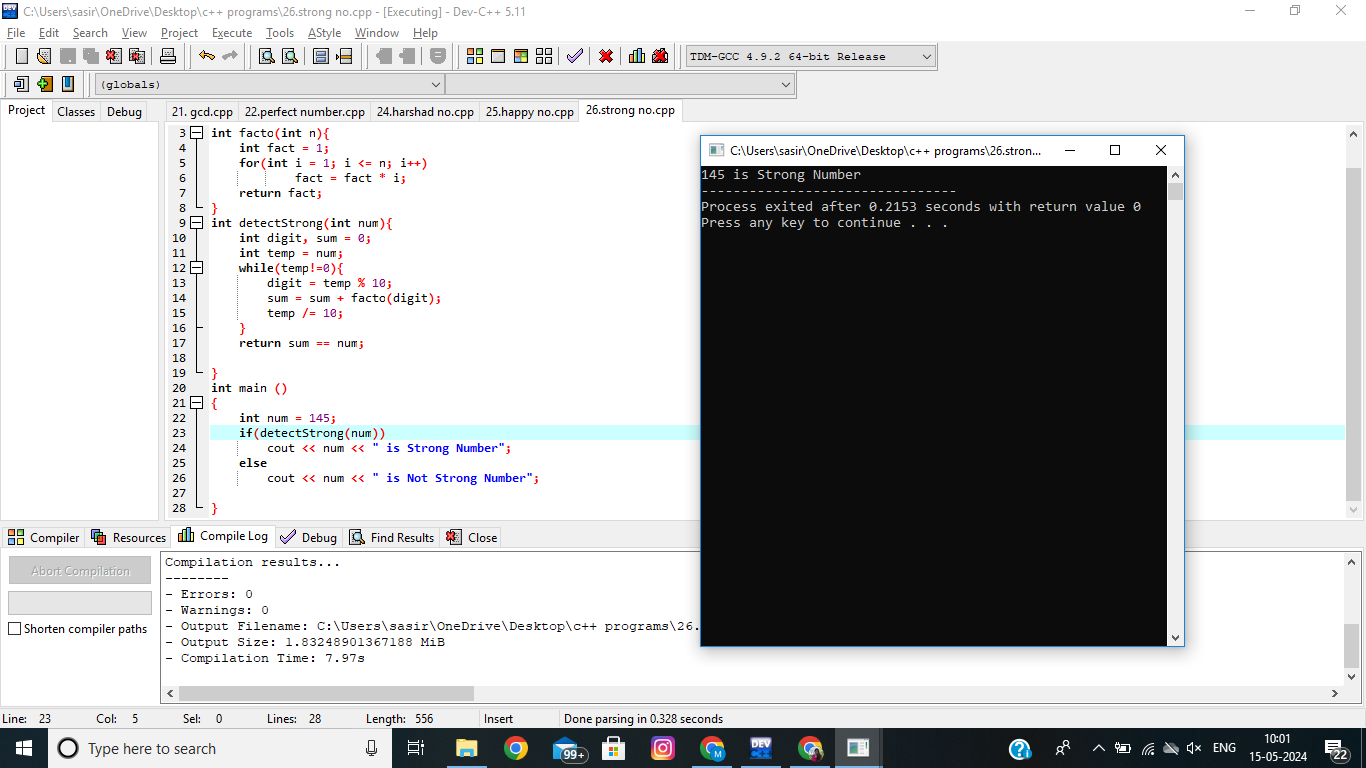 C:\Users\sasir\OneDrive\Desktop\c++ programs\26.strong no.cpp - [Executing] - Dev-C++ 5.11
File Edit Search View Project Execute Tools AStyle Window Help
TDM-GCC 4.9.2 64-bit Release
(globals)
Project Classes Debug
21. gcd.cpp 22.perfect number.cpp 24.harshad no.cpp 25.happy no.cpp 26.strong no.cpp
3 int facto(int n){
4 int fact = 1;
5 for(int i = 1; i <= n; i++)
6 fact = fact * i;
7 return fact;
8 }
9 int detectStrong(int num){
10 int digit, sum = 0;
11 int temp = num;
12 while(temp!=0){
13 digit = temp % 10;
14 sum = sum + facto(digit);
15 temp /= 10;
16 }
17 return sum == num;
18
19 }
20 int main ()
21 {
22 int num = 145;
23 if(detectStrong(num))
24 cout << num << " is Strong Number";
25 else
26 cout << num << " is Not Strong Number";
27
28 }
C:\Users\sasir\OneDrive\Desktop\c++ programs\26.stron...
145 is Strong Number
--------------------------------
Process exited after 0.2153 seconds with return value 0
Press any key to continue . . .
Compiler Resources Compile Log Debug Find Results Close
Abort Compilation
Shorten compiler paths
Compilation results...
--------
- Errors: 0
- Warnings: 0
- Output Filename: C:\Users\sasir\OneDrive\Desktop\c++ programs\26.
- Output Size: 1.83248901367188 MiB
- Compilation Time: 7.97s
Line: 23 Col: 5 Sel: 0 Lines: 28 Length: 556 Insert Done parsing in 0.328 seconds
Type here to search
99+
M
DEV
ENG
10:01
15-05-2024
22